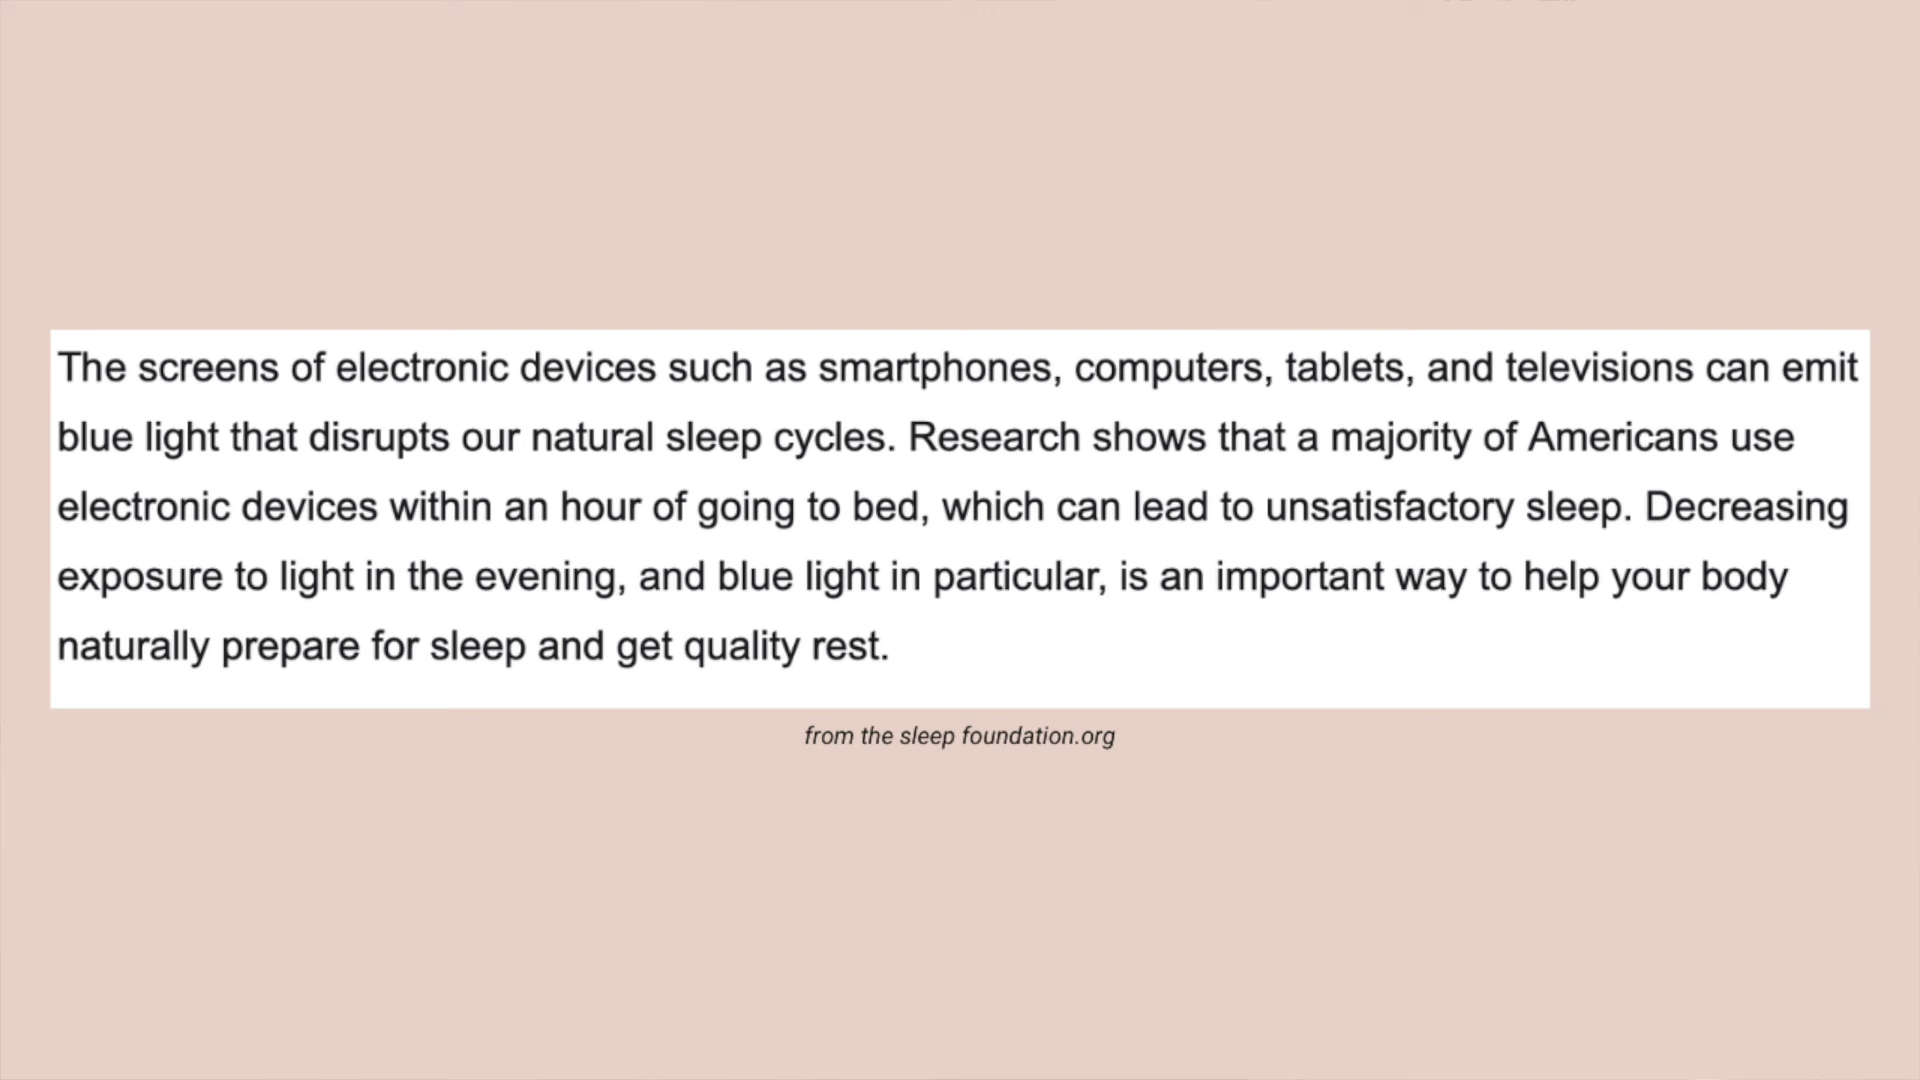 The screens of electronic devices such as smartphones, computers, tablets, and televisions can emit
blue light that disrupts our natural sleep cycles. Research shows that a majority of Americans use
electronic devices within an hour of going to bed, which can lead to unsatisfactory sleep. Decreasing
exposure to light in the evening, and blue light in particular, is an important way to help your body
naturally prepare for sleep and get quality rest.
from the sleep foundation.org